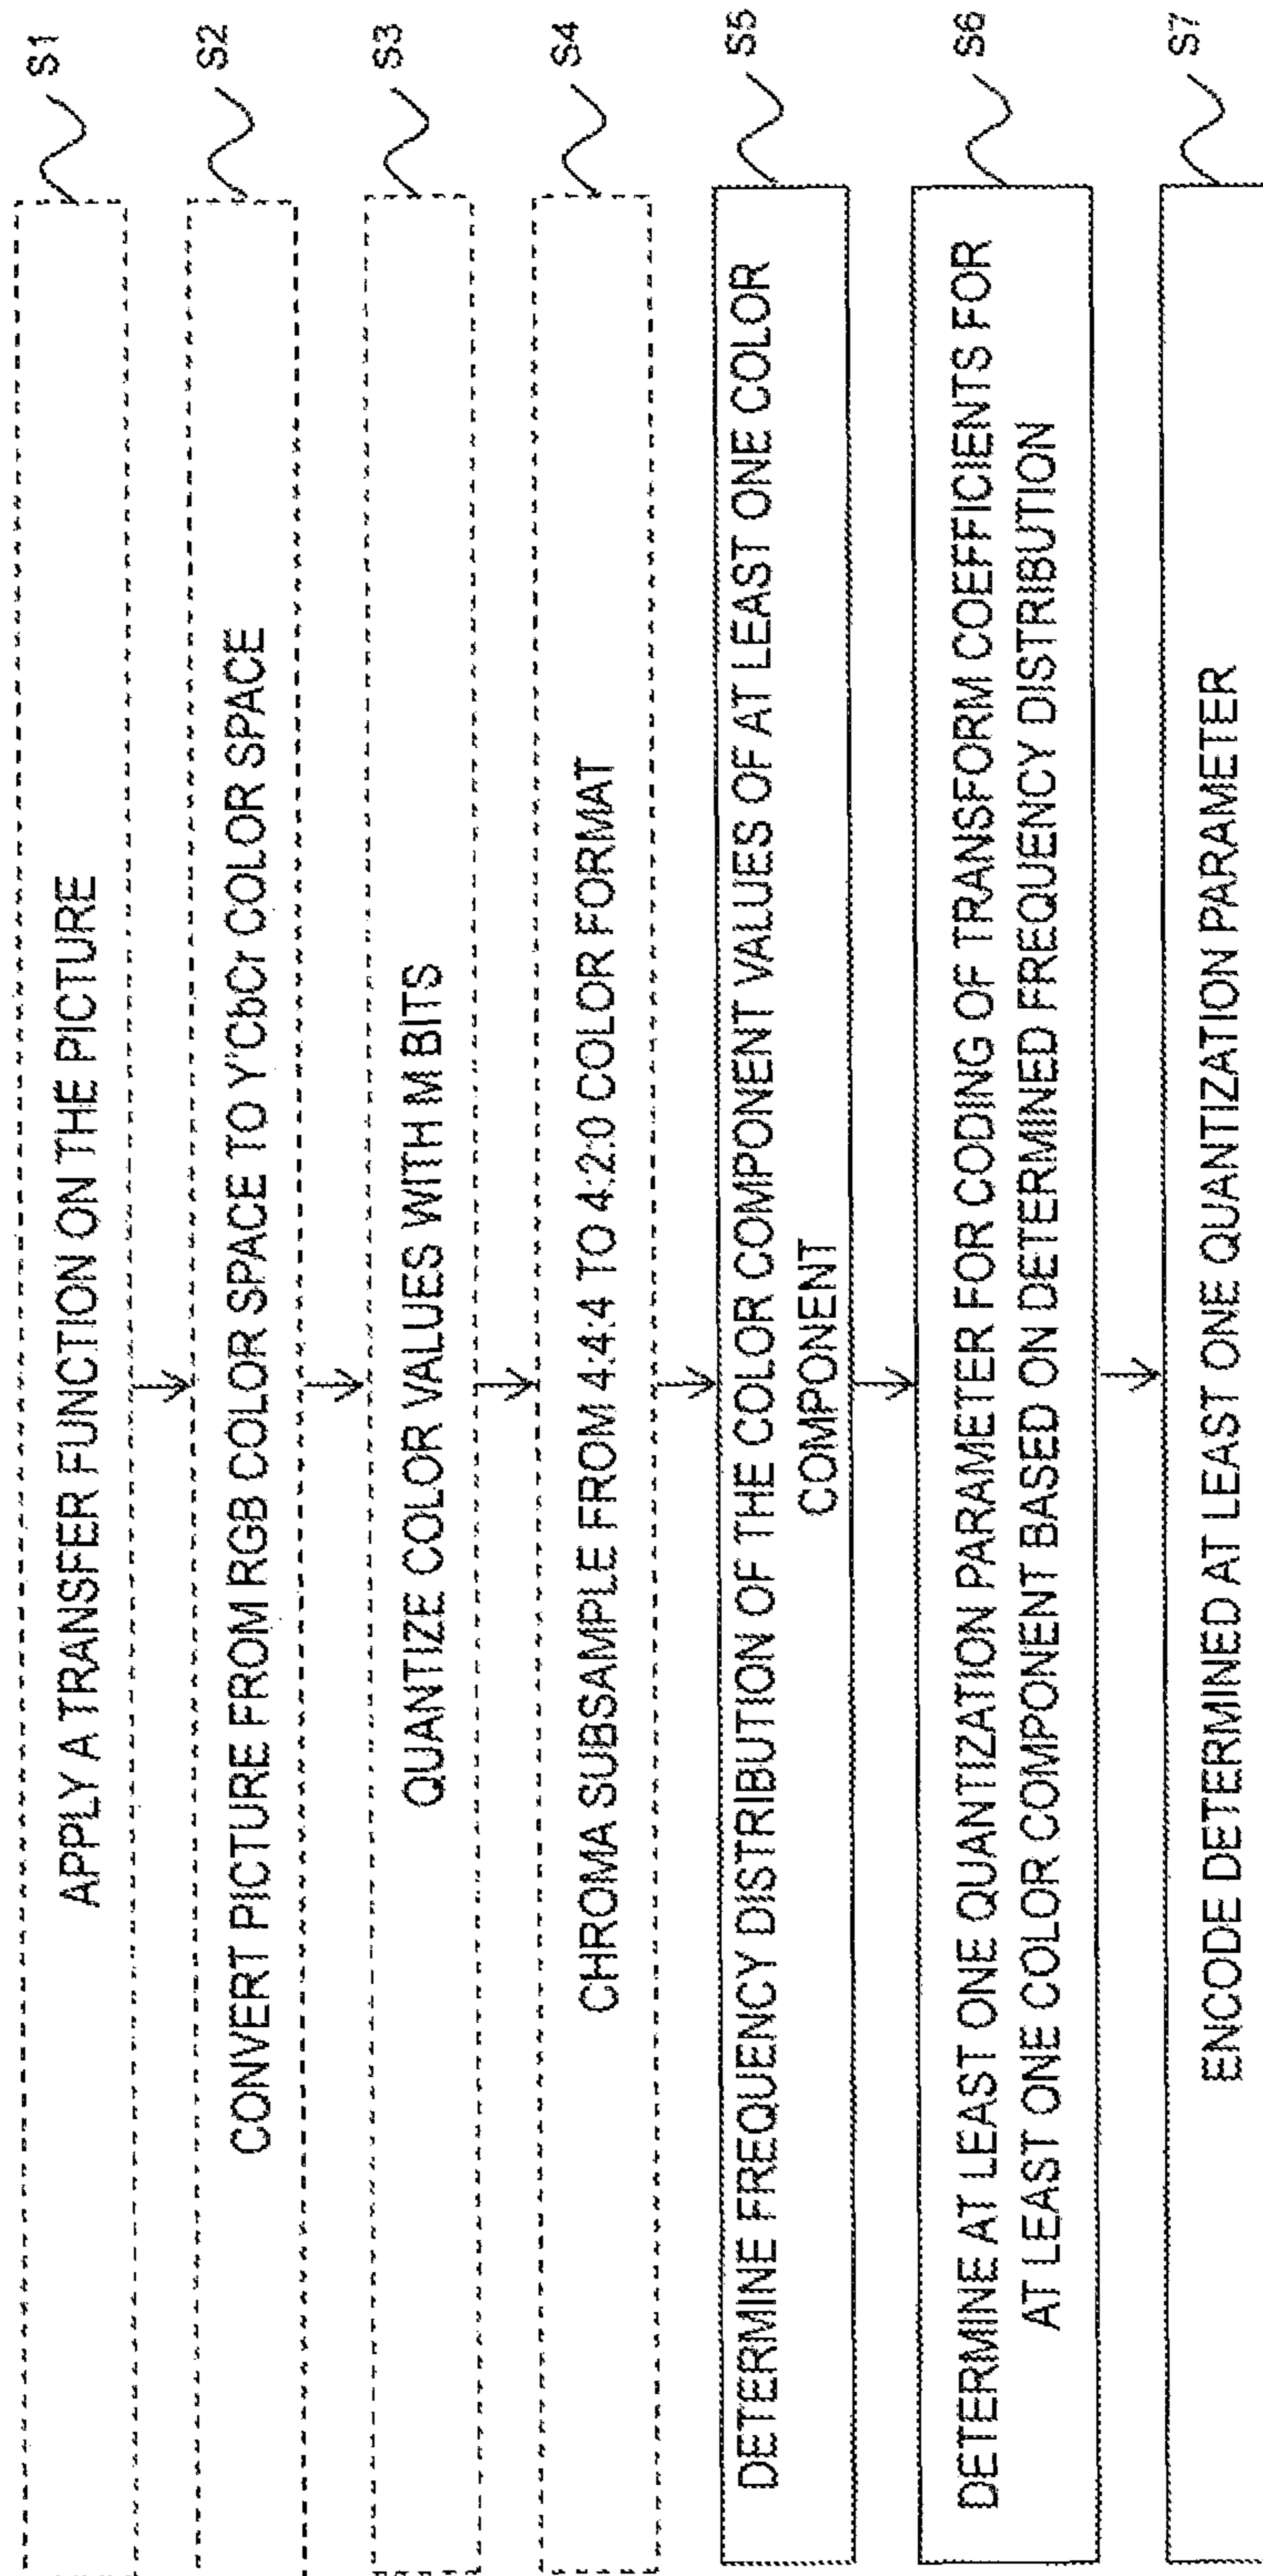 APPLY A TRANSFER FUNCTION ON THE PICTURE
S1
CONVERT PICTURE FROM RGB COLOR SPACE TO Y'CbCr COLOR SPACE
S2
QUANTIZE COLOR VALUES WITH M BITS
S3
CHROMA SUBSAMPLE FROM 4:4:4 TO 4:2:0 COLOR FORMAT
S4
DETERMINE FREQUENCY DISTRIBUTION OF THE COLOR COMPONENT VALUES OF AT LEAST ONE COLOR
COMPONENT
S5
DETERMINE AT LEAST ONE QUANTIZATION PARAMETER FOR CODING OF TRANSFORM COEFFICIENTS FOR
AT LEAST ONE COLOR COMPONENT BASED ON DETERMINED FREQUENCY DISTRIBUTION
S6
ENCODE DETERMINED AT LEAST ONE QUANTIZATION PARAMETER
S7